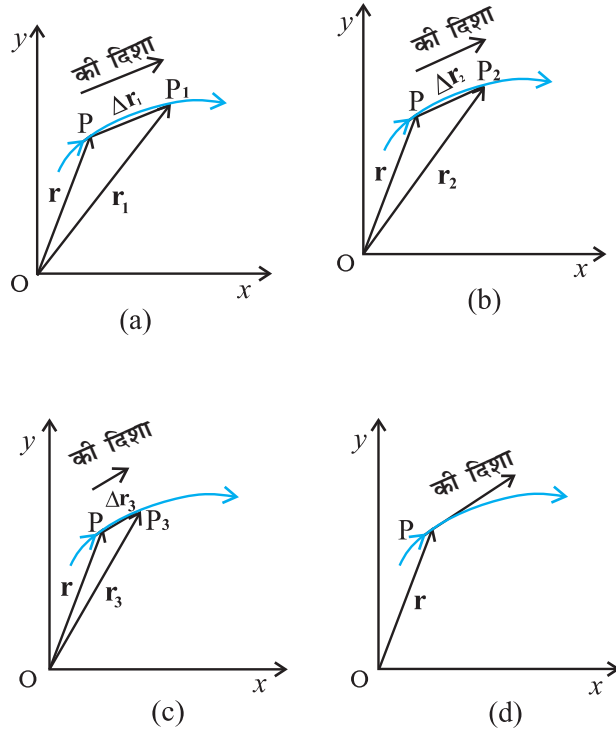 y
की दिशा
Δr₁
P₁
P
r
r₁
O
x
(a)
y
की दिशा
Δr₂
P₂
P
r
r₂
O
x
(b)
y
की दिशा
Δr₃
P
P₃
r
r₃
O
x
(c)
y
की दिशा
P
r
O
x
(d)